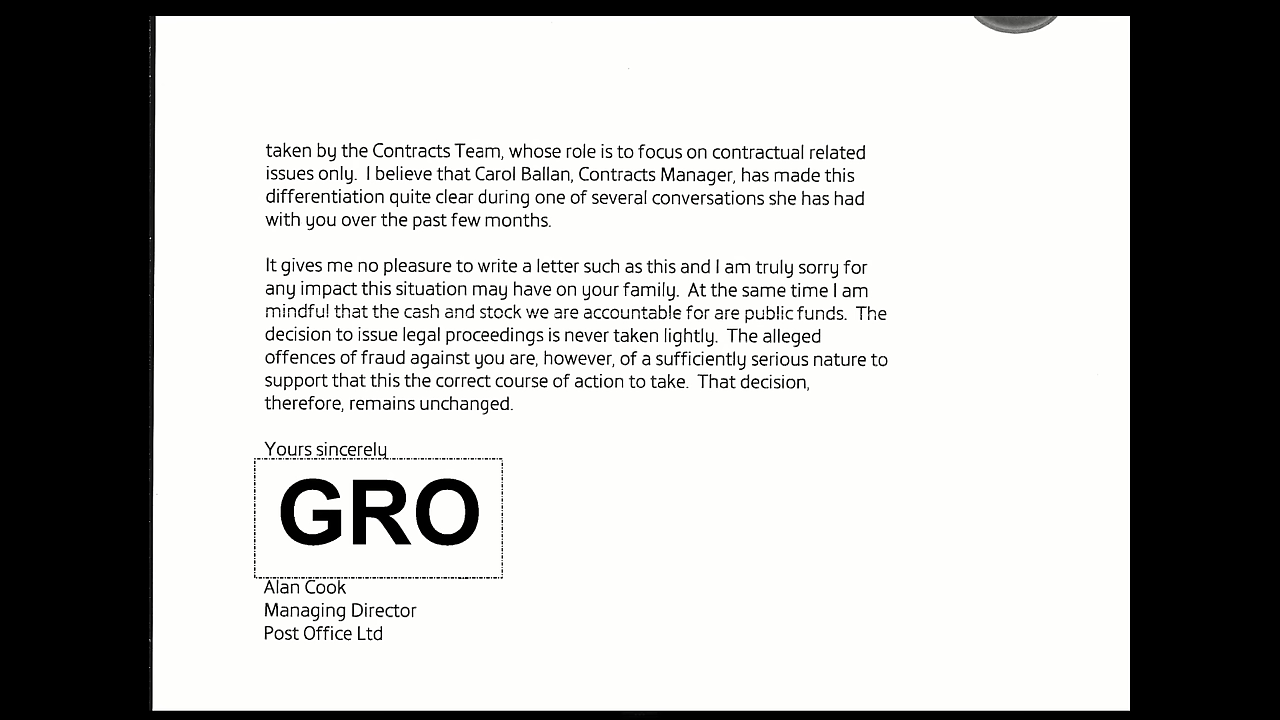 taken by the Contracts Team, whose role is to focus on contractual related
issues only. I believe that Carol Ballan, Contracts Manager, has made this
differentiation quite clear during one of several conversations she has had
with you over the past few months.
It gives me no pleasure to write a letter such as this and I am truly sorry for
any impact this situation may have on your family. At the same time I am
mindful that the cash and stock we are accountable for are public funds. The
decision to issue legal proceedings is never taken lightly. The alleged
offences of fraud against you are, however, of a sufficiently serious nature to
support that this the correct course of action to take. That decision,
therefore, remains unchanged.
Yours sincerely
GRO
Alan Cook
Managing Director
Post Office Ltd